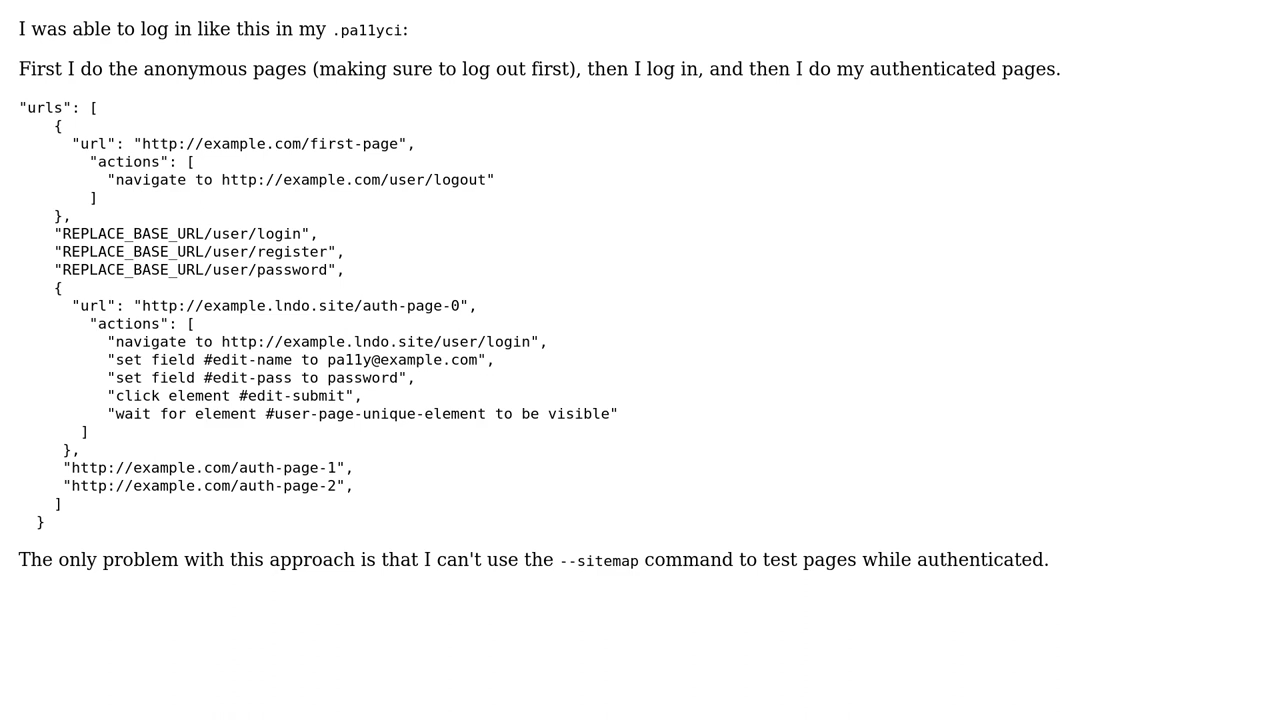 I was able to log in like this in my .pa11yci:
First I do the anonymous pages (making sure to log out first), then I log in, and then I do my authenticated pages.
"urls": [
    {
      "url": "http://example.com/first-page",
        "actions": [
          "navigate to http://example.com/user/logout"
        ]
    },
    "REPLACE_BASE_URL/user/login",
    "REPLACE_BASE_URL/user/register",
    "REPLACE_BASE_URL/user/password",
    {
      "url": "http://example.lndo.site/auth-page-0",
        "actions": [
          "navigate to http://example.lndo.site/user/login",
          "set field #edit-name to pa11y@example.com",
          "set field #edit-pass to password",
          "click element #edit-submit",
          "wait for element #user-page-unique-element to be visible"
       ]
     },
     "http://example.com/auth-page-1",
     "http://example.com/auth-page-2",
    ]
  }
The only problem with this approach is that I can't use the --sitemap command to test pages while authenticated.